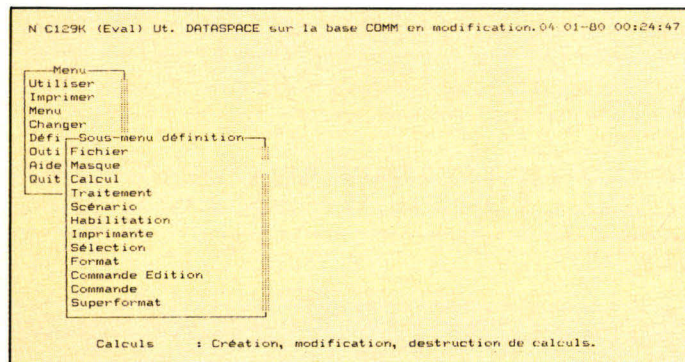 N C129K (Eval) Ut. DATASPACE sur la base COMM en modification.04-01-80 00:24:47
Menu
Utiliser
Imprimer
Menu
Changer
Défi
Outi
Aide
Quit
Sous-menu définition
Fichier
Masque
Calcul
Traitement
Scénario
Habilitation
Imprimante
Sélection
Format
Commande Edition
Commande
Superformat
Calculs : Création, modification, destruction de calculs.